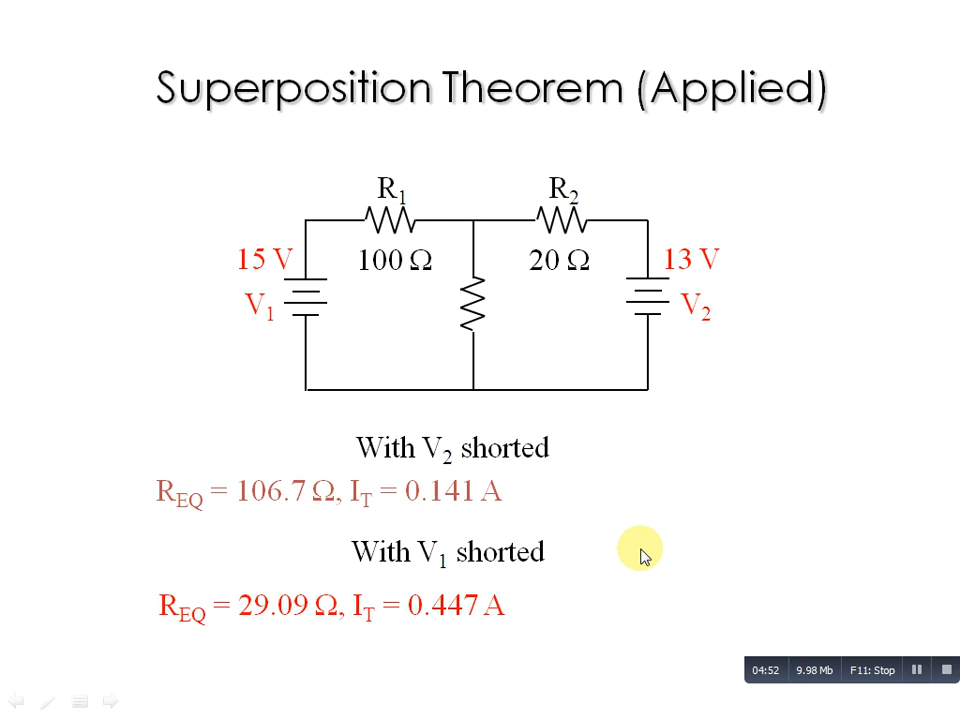 Superposition Theorem (Applied)
R₁ R₂
15 V 100 Ω 20 Ω 13 V
V₁ V₂
With V₂ shorted
R_EQ = 106.7 Ω, I_T = 0.141 A
With V₁ shorted
R_EQ = 29.09 Ω, I_T = 0.447 A
04:52 9.98 Mb F11: Stop